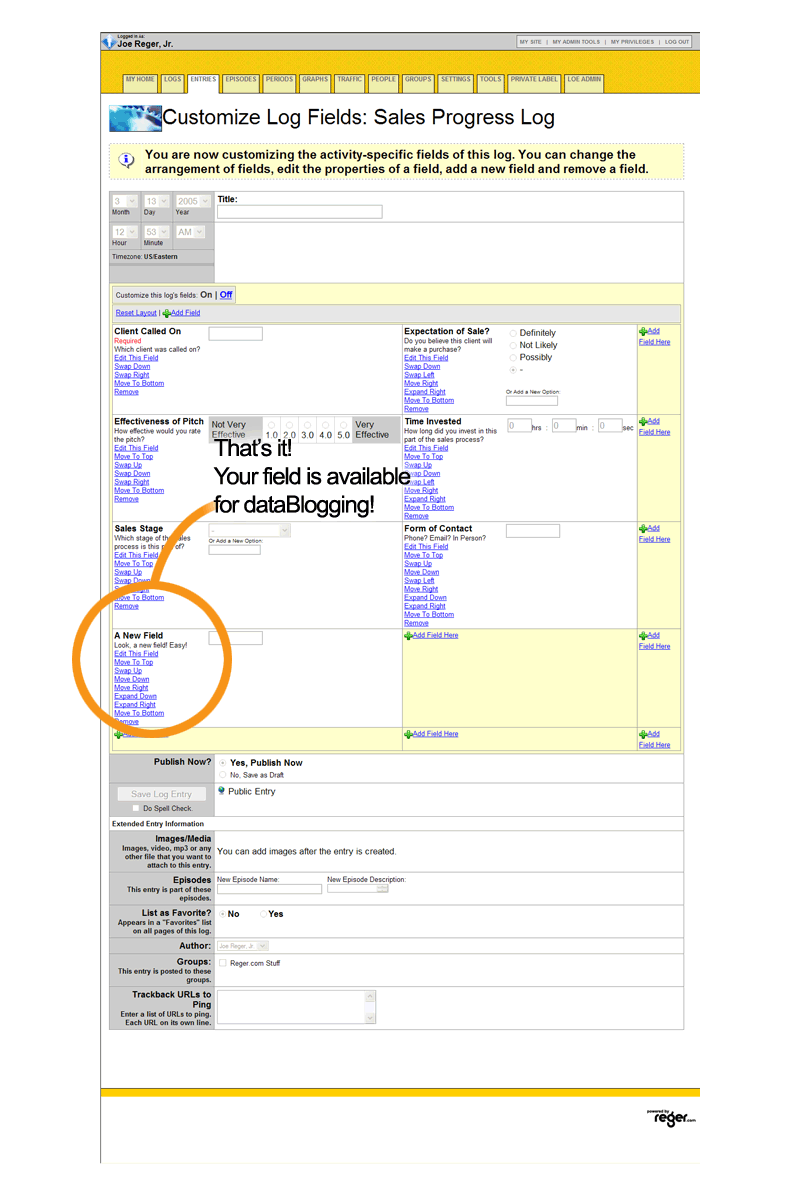 Logged in As:
Joe Reger, Jr.
MY SITE | MY ADMIN TOOLS | MY PRIVILEGES | LOG OUT
MY HOME LOGS ENTRIES EPISODES PERIODS GRAPHS TRAFFIC PEOPLE GROUPS SETTINGS TOOLS PRIVATE LABEL LOE ADMIN
Customize Log Fields: Sales Progress Log
You are now customizing the activity-specific fields of this log. You can change the
arrangement of fields, edit the properties of a field, add a new field and remove a field.
3 13 2005
Month Day Year
Title:
12 53 AM
Hour Minute
Timezone: US/Eastern
Customize this log's fields: On | Off
Reset Layout | Add Field
Client Called On
Required
Which client was called on?
Edit This Field
Swap Down
Swap Right
Move To Bottom
Remove
Expectation of Sale?
Do you believe this client will
make a purchase?
Edit This Field
Swap Down
Swap Left
Move Right
Expand Right
Move To Bottom
Remove
Definitely
Not Likely
Possibly
-
Or Add a New Option:
Add
Field Here
Effectiveness of Pitch
How effective would you rate
the pitch?
Edit This Field
Move To Top
Swap Up
Swap Down
Swap Right
Move To Bottom
Remove
Not Very
Effective
1.0 2.0 3.0 4.0 5.0
Very
Effective
Time Invested
How long did you invest in this
part of the sales process?
Edit This Field
Move To Top
Swap Up
Swap Down
Swap Left
Move Right
Expand Right
Move To Bottom
Remove
0 hrs : 0 min : 0 sec
Add
Field Here
That's it!
Your field is available
for dataBlogging!
Sales Stage
Which stage of the sales
process is this part of?
Edit This Field
Move To Top
Swap Up
Swap Down
Swap Right
Move To Bottom
Remove
-
Or Add a New Option:
Form of Contact
Phone? Email? In Person?
Edit This Field
Move To Top
Swap Up
Move Down
Swap Left
Move Right
Expand Down
Expand Right
Move To Bottom
Remove
Add
Field Here
A New Field
Look, a new field! Easy!
Edit This Field
Move To Top
Swap Up
Move Down
Move Right
Expand Down
Expand Right
Move To Bottom
Remove
Add Field Here
Add
Field Here
Add Field Here
Add Field Here
Add
Field Here
Publish Now?
Yes, Publish Now
No, Save as Draft
Save Log Entry
Do Spell Check.
Public Entry
Extended Entry Information
Images/Media
Images, video, mp3 or any
other file that you want to
attach to this entry.
You can add images after the entry is created.
Episodes
This entry is part of these
episodes.
New Episode Name:
New Episode Description:
List as Favorite?
Appears in a "Favorites" list
on all pages of this log.
No Yes
Author:
Joe Reger, Jr.
Groups:
This entry is posted to these
groups.
Reger.com Stuff
Trackback URLs to
Ping
Enter a list of URLs to ping.
Each URL on its own line.
powered by
reger.com